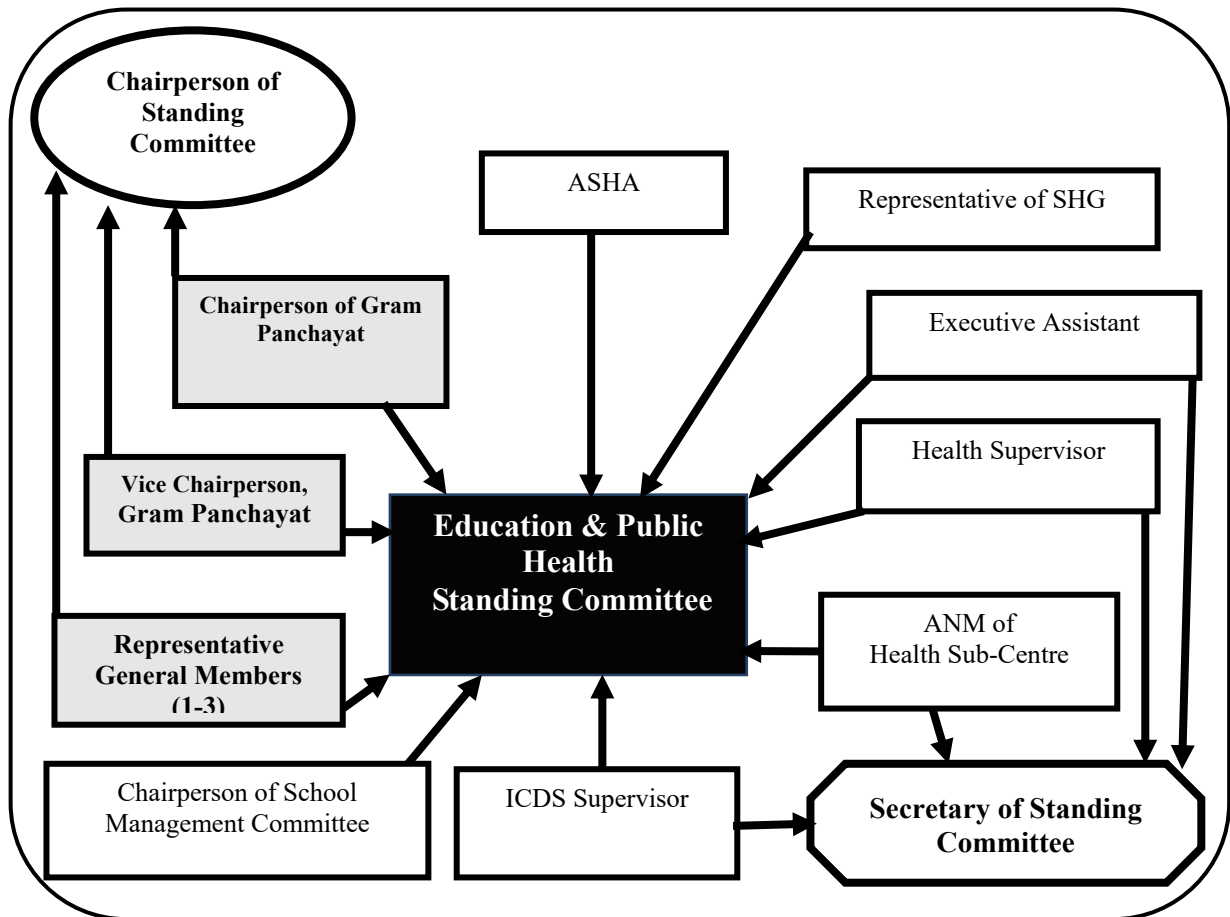 Chairperson of
Standing
Committee
ASHA
Representative of SHG
Chairperson of Gram
Panchayat
Executive Assistant
Health Supervisor
Vice Chairperson,
Gram Panchayat
Education & Public
Health
Standing Committee
Representative
General Members
(1-3)
ANM of
Health Sub-Centre
Chairperson of School
Management Committee
ICDS Supervisor
Secretary of Standing
Committee